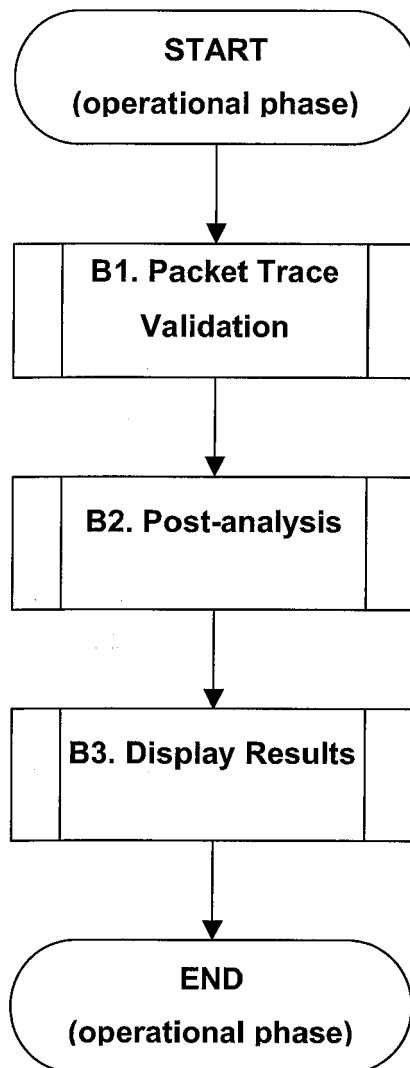 START
(operational phase)
B1. Packet Trace
Validation
B2. Post-analysis
B3. Display Results
END
(operational phase)